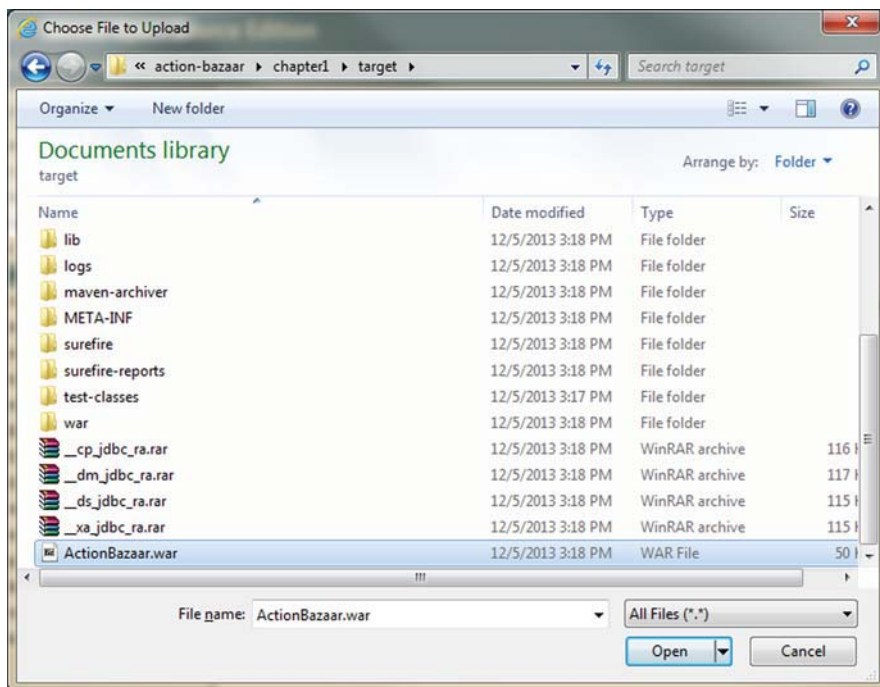 Choose File to Upload
« action-bazaar ▸ chapter1 ▸ target ▸
Search target
Organize ▾ New folder
Documents library
target
Arrange by: Folder ▾
Name Date modified Type Size
lib 12/5/2013 3:18 PM File folder
logs 12/5/2013 3:18 PM File folder
maven-archiver 12/5/2013 3:18 PM File folder
META-INF 12/5/2013 3:18 PM File folder
surefire 12/5/2013 3:18 PM File folder
surefire-reports 12/5/2013 3:18 PM File folder
test-classes 12/5/2013 3:17 PM File folder
war 12/5/2013 3:18 PM File folder
__cp_jdbc_ra.rar 12/5/2013 3:18 PM WinRAR archive 116
__dm_jdbc_ra.rar 12/5/2013 3:18 PM WinRAR archive 117
__ds_jdbc_ra.rar 12/5/2013 3:18 PM WinRAR archive 115
__xa_jdbc_ra.rar 12/5/2013 3:18 PM WinRAR archive 115
ActionBazaar.war 12/5/2013 3:18 PM WAR File 50
File name: ActionBazaar.war All Files (*.*)
Open Cancel